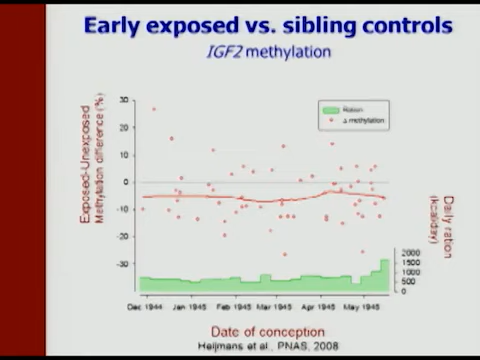 Early exposed vs. sibling controls
IGF2 methylation
Exposed-Unexposed
Methylation difference (%)
30
20
10
0
-10
-20
-30
Ration
Δ methylation
Daily ration
(kcal/day)
2000
1500
1000
500
0
Dec 1944 Jan 1945 Feb 1945 Mar 1945 Apr 1945 May 1945
Date of conception
Heijmans et al., PNAS, 2008